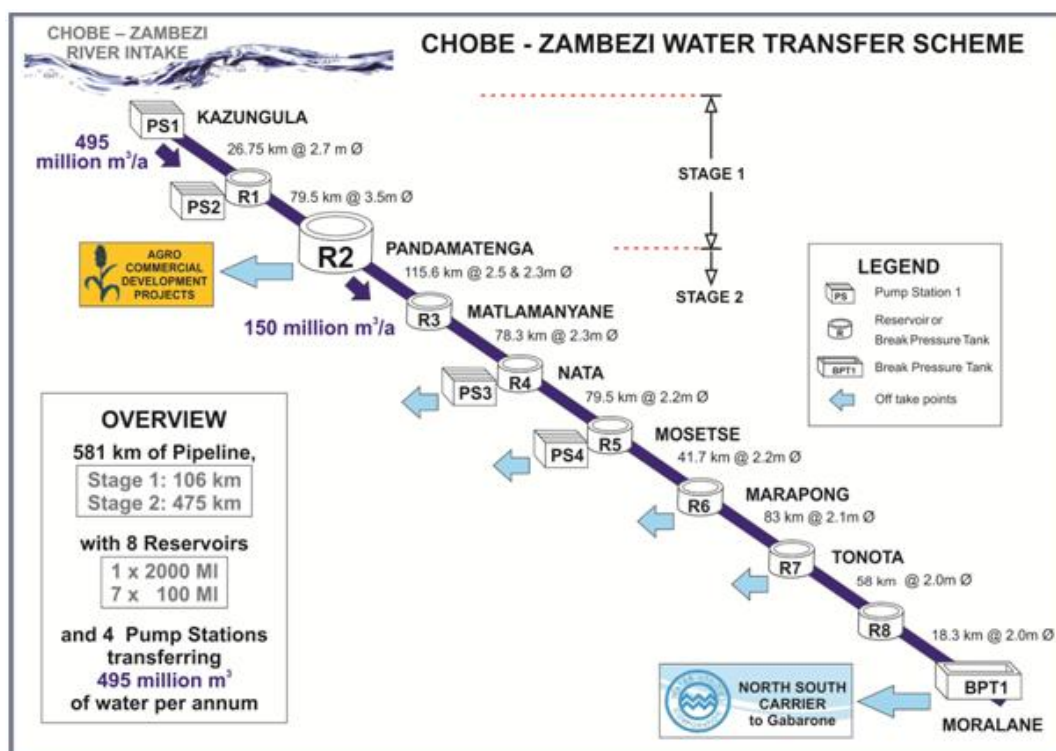 CHOBE – ZAMBEZI
RIVER INTAKE
CHOBE - ZAMBEZI WATER TRANSFER SCHEME
PS1
KAZUNGULA
495
million m³/a
26.75 km @ 2.7 m Ø
STAGE 1
PS2
R1
79.5 km @ 3.5m Ø
R2
PANDAMATENGA
AGRO
COMMERCIAL
DEVELOPMENT
PROJECTS
115.6 km @ 2.5 & 2.3m Ø
STAGE 2
150 million m³/a
R3
MATLAMANYANE
78.3 km @ 2.3m Ø
LEGEND
PS
Pump Station 1
R
Reservoir or
Break Pressure Tank
BPT1
Break Pressure Tank
Off take points
PS3
R4
NATA
79.5 km @ 2.2m Ø
PS4
R5
MOSETSE
41.7 km @ 2.2m Ø
R6
MARAPONG
83 km @ 2.1m Ø
R7
TONOTA
58 km @ 2.0m Ø
R8
18.3 km @ 2.0m Ø
BPT1
MORALANE
NORTH SOUTH
CARRIER
to Gabarone
OVERVIEW
581 km of Pipeline,
Stage 1: 106 km
Stage 2: 475 km
with 8 Reservoirs
1 x 2000 Ml
7 x 100 Ml
and 4 Pump Stations
transferring
495 million m³
of water per annum